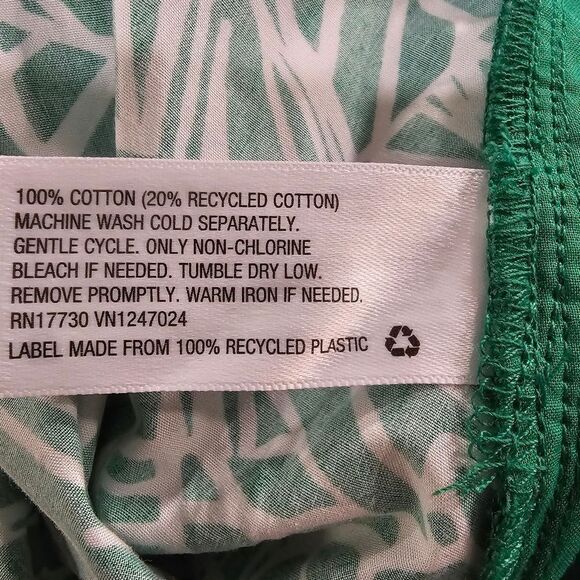 100% COTTON (20% RECYCLED COTTON)
MACHINE WASH COLD SEPARATELY.
GENTLE CYCLE. ONLY NON-CHLORINE
BLEACH IF NEEDED. TUMBLE DRY LOW.
REMOVE PROMPTLY. WARM IRON IF NEEDED.
RN17730 VN1247024
LABEL MADE FROM 100% RECYCLED PLASTIC